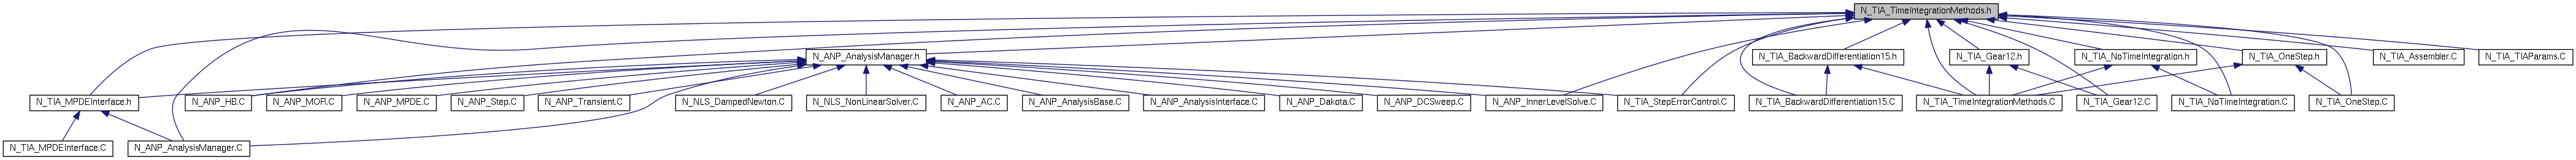 N_TIA_TimeIntegrationMethods.h
N_ANP_AnalysisManager.h
N_TIA_BackwardDifferentiation15.h
N_TIA_Gear12.h
N_TIA_NoTimeIntegration.h
N_TIA_OneStep.h
N_TIA_Assembler.C
N_TIA_TIAParams.C
N_TIA_MPDEInterface.h
N_ANP_HB.C
N_ANP_MOR.C
N_ANP_MPDE.C
N_ANP_Step.C
N_ANP_Transient.C
N_NLS_DampedNewton.C
N_NLS_NonLinearSolver.C
N_ANP_AC.C
N_ANP_AnalysisBase.C
N_ANP_AnalysisInterface.C
N_ANP_Dakota.C
N_ANP_DCSweep.C
N_ANP_InnerLevelSolve.C
N_TIA_StepErrorControl.C
N_TIA_BackwardDifferentiation15.C
N_TIA_TimeIntegrationMethods.C
N_TIA_Gear12.C
N_TIA_NoTimeIntegration.C
N_TIA_OneStep.C
N_TIA_MPDEInterface.C
N_ANP_AnalysisManager.C